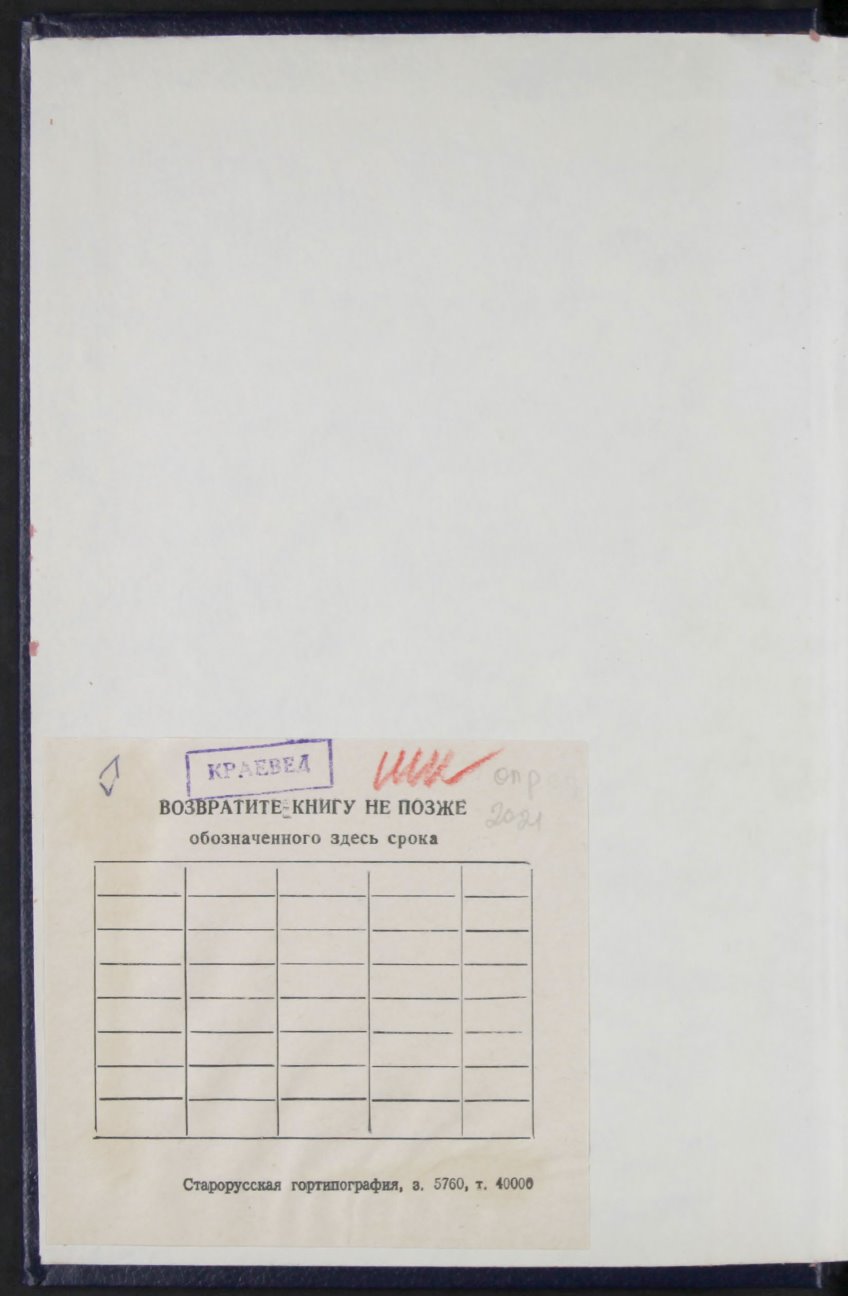 КРАЕВЕД
ВОЗВРАТИТЕ КНИГУ НЕ ПОЗЖЕ
2021
обозначенного здесь срока
Старорусская гортипография, з. 5760, т. 40000